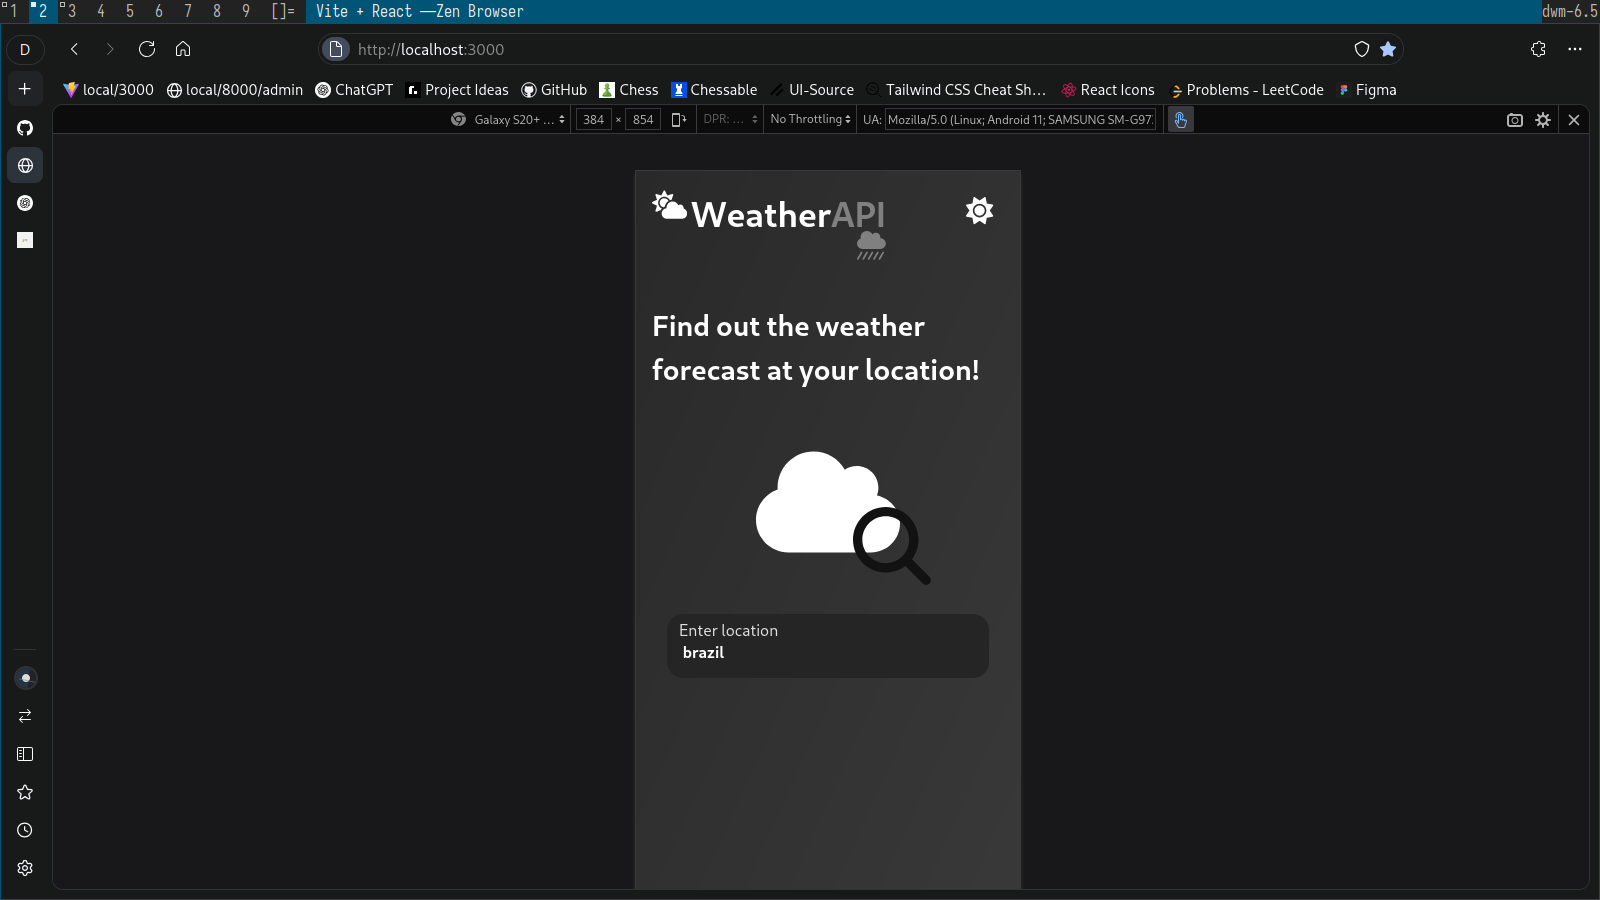 1 2 3 4 5 6 7 8 9 []= Vite + React —Zen Browser dwm-6.5
D http://localhost:3000
local/3000 local/8000/admin ChatGPT Project Ideas GitHub Chess Chessable UI-Source Tailwind CSS Cheat Sh… React Icons Problems - LeetCode Figma
Galaxy S20+ … 384 × 854 DPR: … No Throttling UA: Mozilla/5.0 (Linux; Android 11; SAMSUNG SM-G97
WeatherAPI
Find out the weather
forecast at your location!
Enter location
brazil